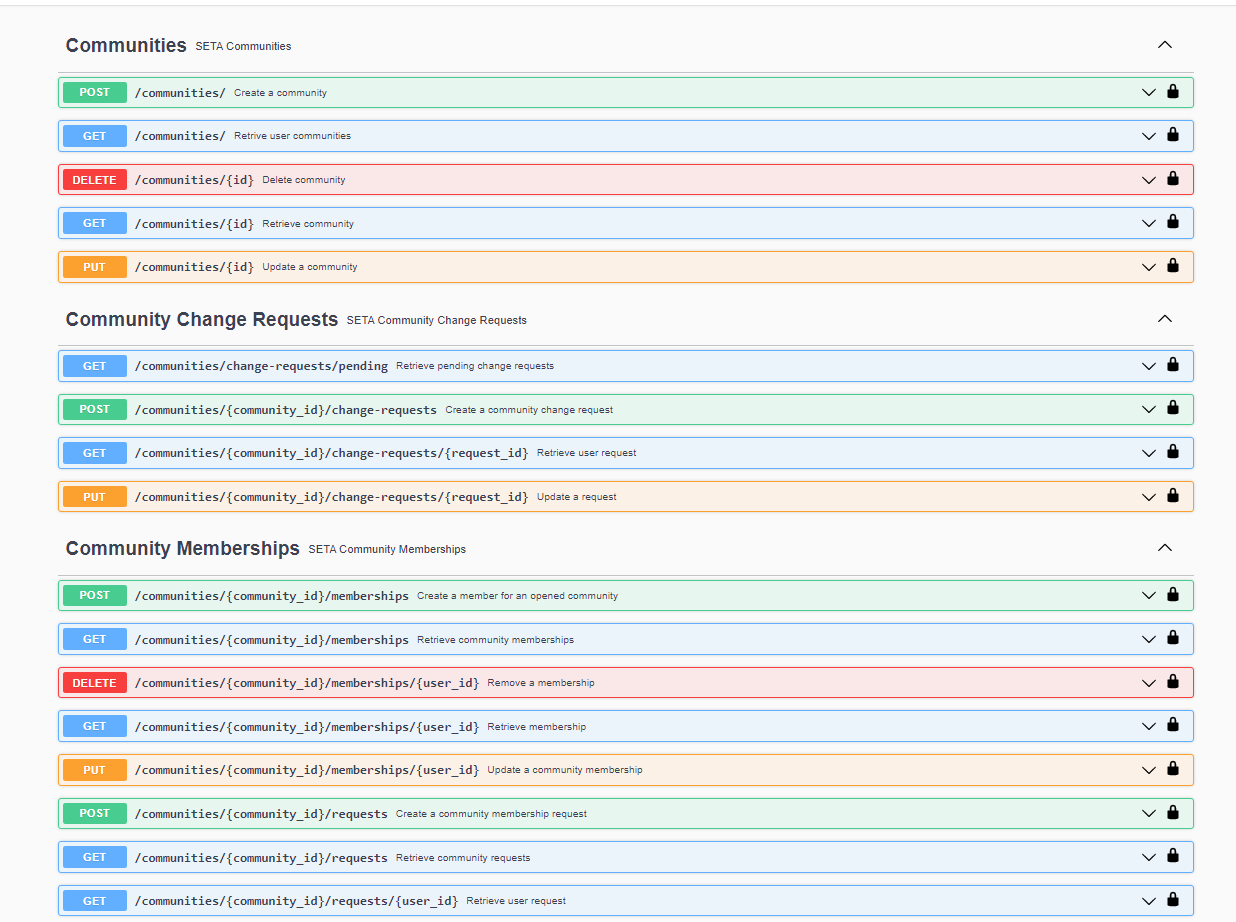 Communities SETA Communities
POST /communities/ Create a community
GET /communities/ Retrive user communities
DELETE /communities/{id} Delete community
GET /communities/{id} Retrieve community
PUT /communities/{id} Update a community
Community Change Requests SETA Community Change Requests
GET /communities/change-requests/pending Retrieve pending change requests
POST /communities/{community_id}/change-requests Create a community change request
GET /communities/{community_id}/change-requests/{request_id} Retrieve user request
PUT /communities/{community_id}/change-requests/{request_id} Update a request
Community Memberships SETA Community Memberships
POST /communities/{community_id}/memberships Create a member for an opened community
GET /communities/{community_id}/memberships Retrieve community memberships
DELETE /communities/{community_id}/memberships/{user_id} Remove a membership
GET /communities/{community_id}/memberships/{user_id} Retrieve membership
PUT /communities/{community_id}/memberships/{user_id} Update a community membership
POST /communities/{community_id}/requests Create a community membership request
GET /communities/{community_id}/requests Retrieve community requests
GET /communities/{community_id}/requests/{user_id} Retrieve user request